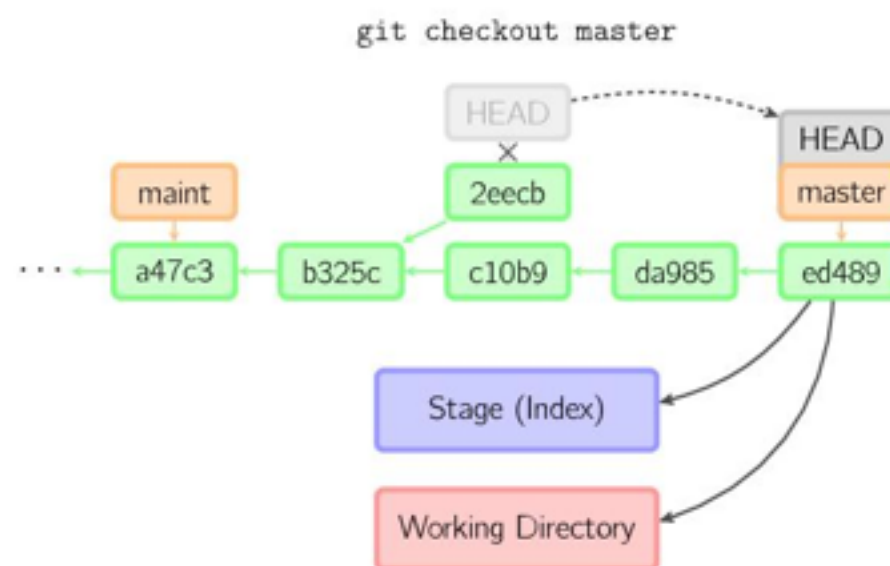 git checkout master
HEAD
HEAD
maint
2eecb
master
...
a47c3
b325c
c10b9
da985
ed489
Stage (Index)
Working Directory